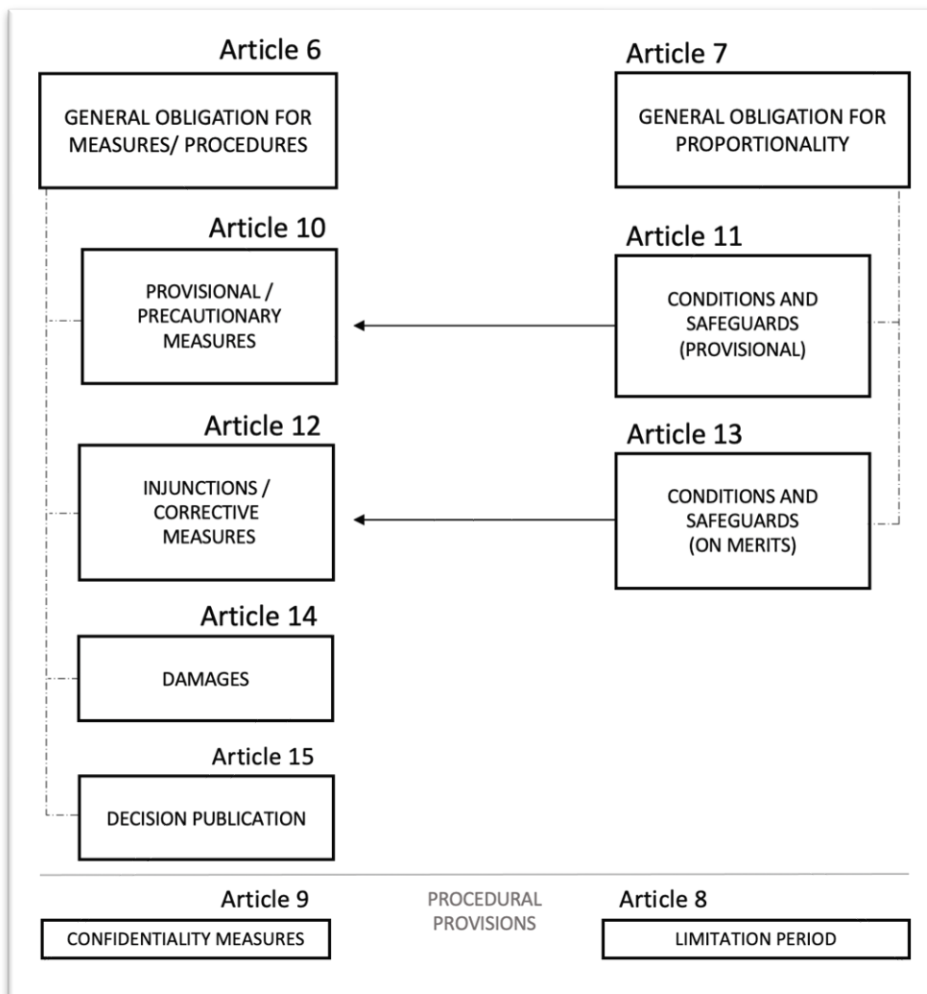 Article 6
GENERAL OBLIGATION FOR
MEASURES/ PROCEDURES
Article 7
GENERAL OBLIGATION FOR
PROPORTIONALITY
Article 10
PROVISIONAL /
PRECAUTIONARY
MEASURES
Article 11
CONDITIONS AND
SAFEGUARDS
(PROVISIONAL)
Article 12
INJUNCTIONS /
CORRECTIVE
MEASURES
Article 13
CONDITIONS AND
SAFEGUARDS
(ON MERITS)
Article 14
DAMAGES
Article 15
DECISION PUBLICATION
Article 9
CONFIDENTIALITY MEASURES
PROCEDURAL
PROVISIONS
Article 8
LIMITATION PERIOD